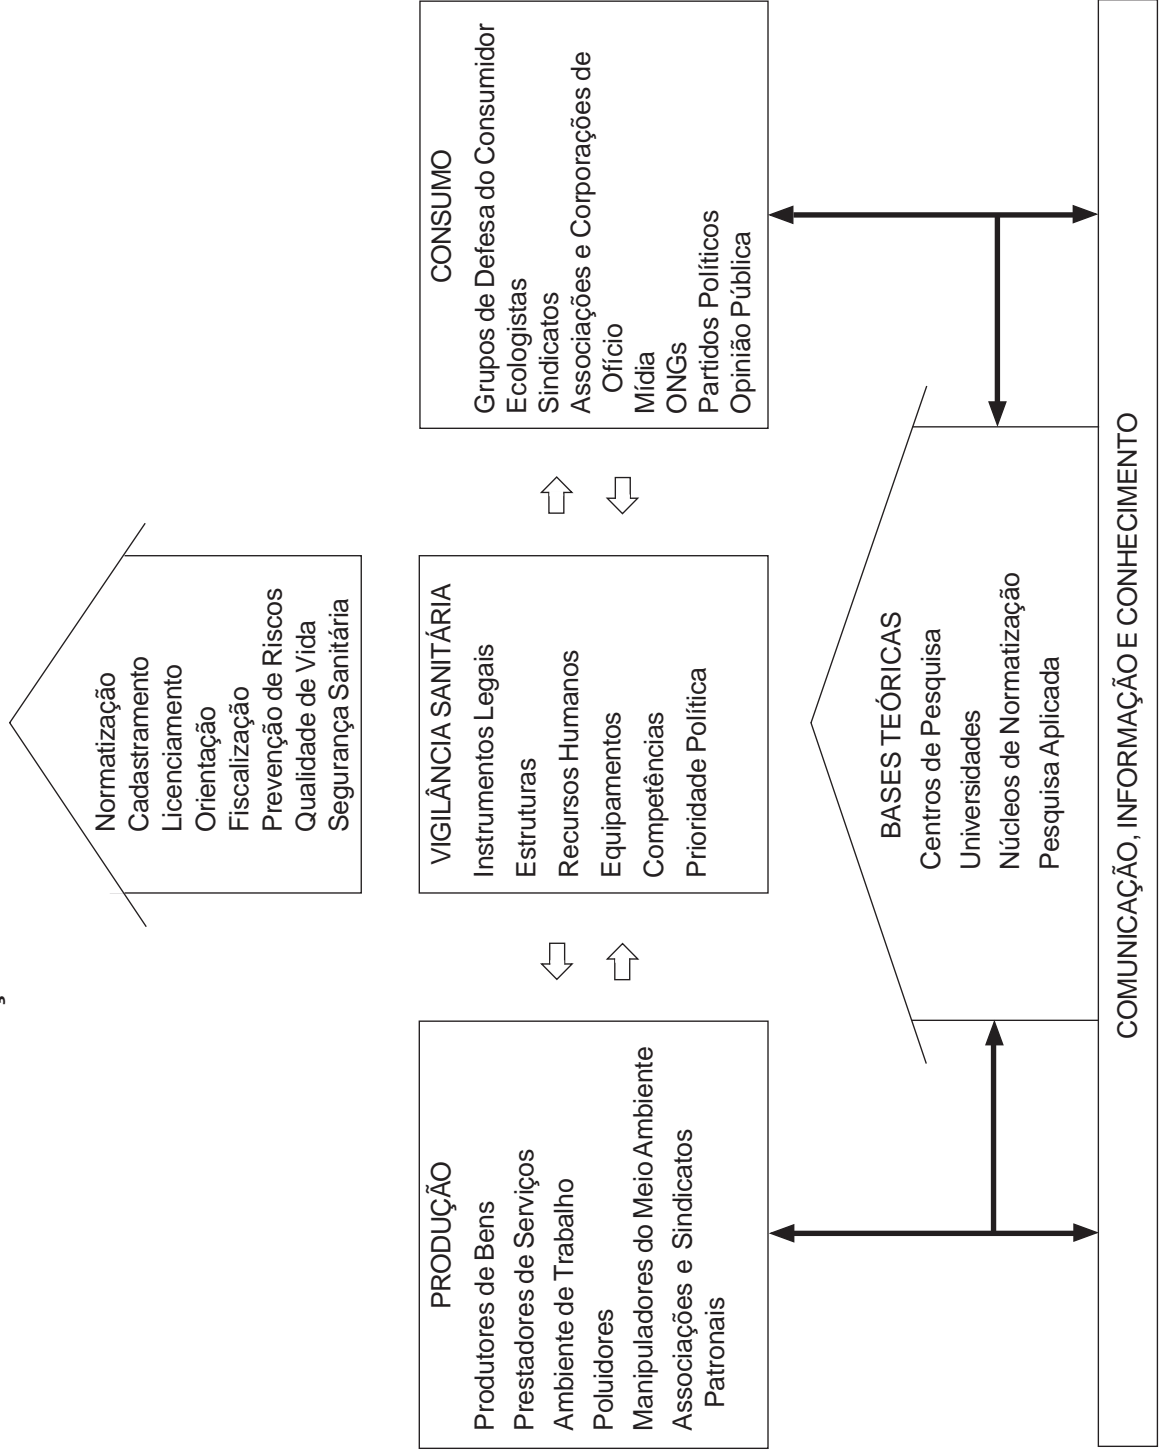 Normatização
Cadastramento
Licenciamento
Orientação
Fiscalização
Prevenção de Riscos
Qualidade de Vida
Segurança Sanitária
PRODUÇÃO
Produtores de Bens
Prestadores de Serviços
Ambiente de Trabalho
Poluidores
Manipuladores do Meio Ambiente
Associações e Sindicatos
Patronais
VIGILÂNCIA SANITÁRIA
Instrumentos Legais
Estruturas
Recursos Humanos
Equipamentos
Competências
Prioridade Política
CONSUMO
Grupos de Defesa do Consumidor
Ecologistas
Sindicatos
Associações e Corporações de
Ofício
Mídia
ONGs
Partidos Políticos
Opinião Pública
BASES TEÓRICAS
Centros de Pesquisa
Universidades
Núcleos de Normatização
Pesquisa Aplicada
COMUNICAÇÃO, INFORMAÇÃO E CONHECIMENTO